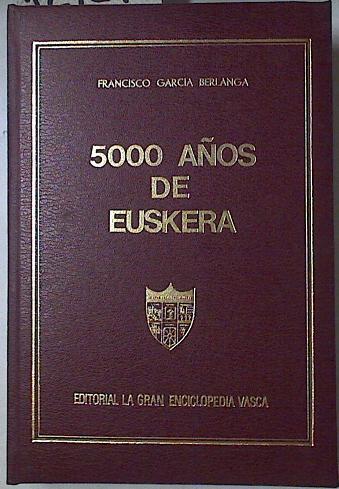 FRANCISCO GARCIA BERLANGA
5000 AÑOS
DE
EUSKERA
EDITORIAL LA GRAN ENCICLOPEDIA VASCA